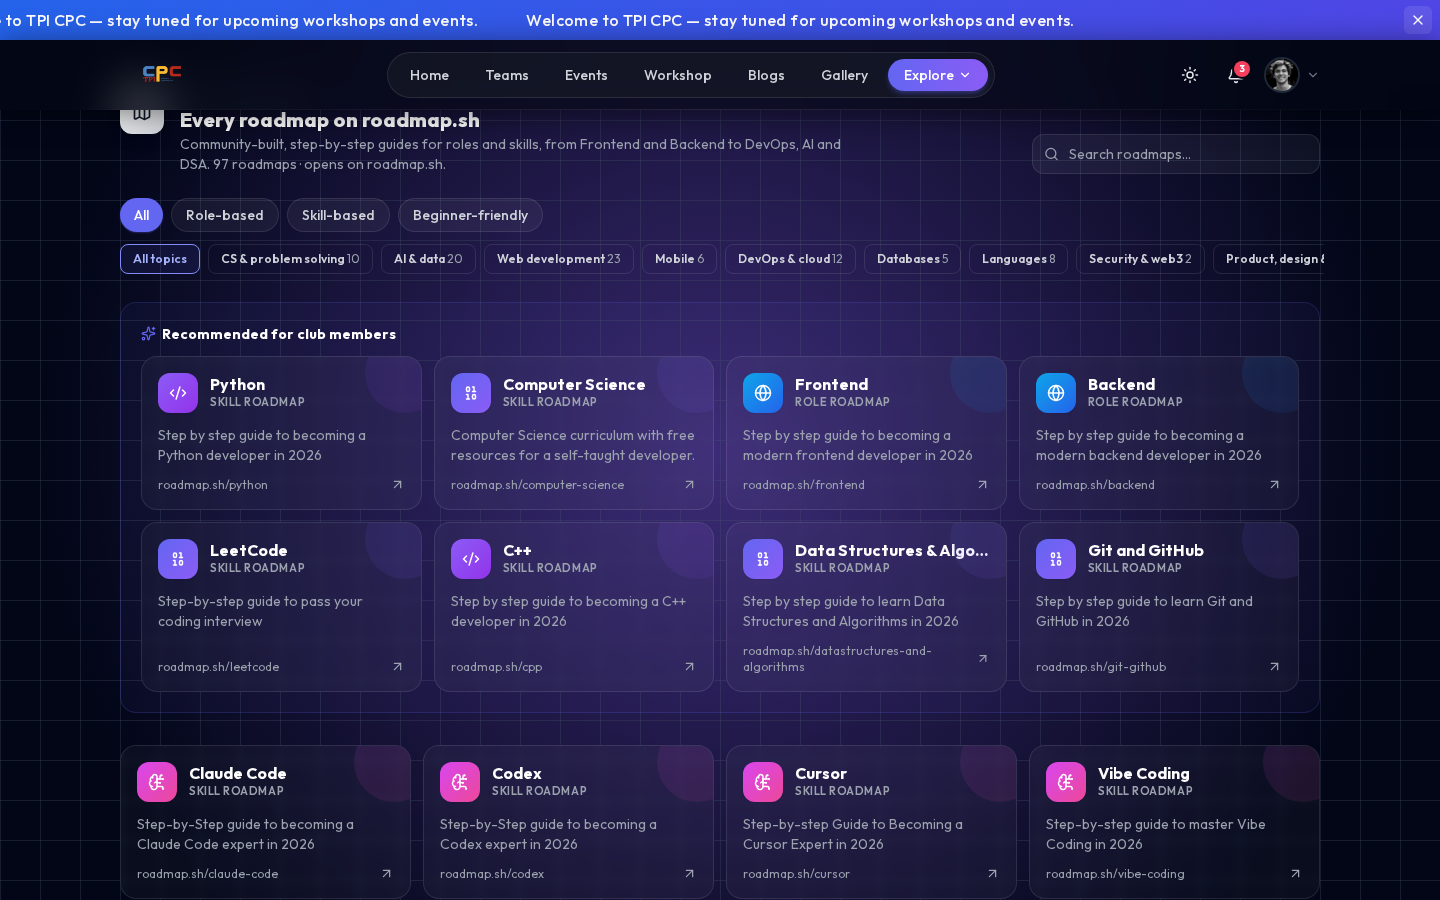 to TPI CPC — stay tuned for upcoming workshops and events. Welcome to TPI CPC — stay tuned for upcoming workshops and events.
CPC
Home Teams Events Workshop Blogs Gallery Explore
3
Every roadmap on roadmap.sh
Community-built, step-by-step guides for roles and skills, from Frontend and Backend to DevOps, AI and
DSA. 97 roadmaps · opens on roadmap.sh.
Search roadmaps...
All Role-based Skill-based Beginner-friendly
All topics CS & problem solving 10 AI & data 20 Web development 23 Mobile 6 DevOps & cloud 12 Databases 5 Languages 8 Security & web3 2 Product, design &
Recommended for club members
Python
SKILL ROADMAP
Step by step guide to becoming a
Python developer in 2026
roadmap.sh/python
Computer Science
SKILL ROADMAP
Computer Science curriculum with free
resources for a self-taught developer.
roadmap.sh/computer-science
Frontend
ROLE ROADMAP
Step by step guide to becoming a
modern frontend developer in 2026
roadmap.sh/frontend
Backend
ROLE ROADMAP
Step by step guide to becoming a
modern backend developer in 2026
roadmap.sh/backend
LeetCode
SKILL ROADMAP
Step-by-step guide to pass your
coding interview
roadmap.sh/leetcode
C++
SKILL ROADMAP
Step by step guide to becoming a C++
developer in 2026
roadmap.sh/cpp
Data Structures & Algo...
SKILL ROADMAP
Step by step guide to learn Data
Structures and Algorithms in 2026
roadmap.sh/datastructures-and-
algorithms
Git and GitHub
SKILL ROADMAP
Step by step guide to learn Git and
GitHub in 2026
roadmap.sh/git-github
Claude Code
SKILL ROADMAP
Step-by-Step guide to becoming a
Claude Code expert in 2026
roadmap.sh/claude-code
Codex
SKILL ROADMAP
Step-by-Step guide to becoming a
Codex expert in 2026
roadmap.sh/codex
Cursor
SKILL ROADMAP
Step-by-step Guide to Becoming a
Cursor Expert in 2026
roadmap.sh/cursor
Vibe Coding
SKILL ROADMAP
Step-by-step guide to master Vibe
Coding in 2026
roadmap.sh/vibe-coding